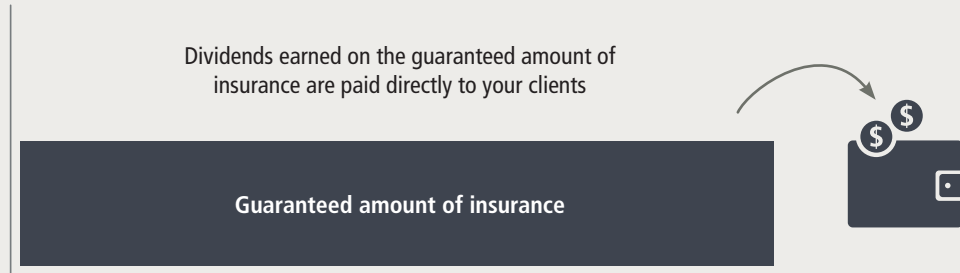 Dividends earned on the guaranteed amount of
insurance are paid directly to your clients
$
$
Guaranteed amount of insurance